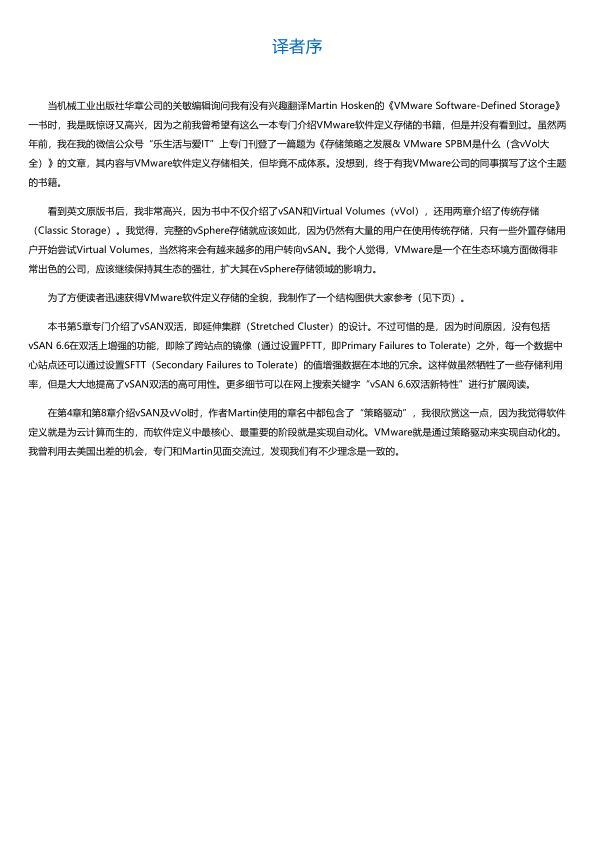 译者序
当机械工业出版社华章公司的关敏编辑询问我有没有兴趣翻译Martin Hosken的《VMware Software-Defined Storage》
一书时，我是既惊讶又高兴，因为之前我曾希望有这么一本专门介绍VMware软件定义存储的书籍，但是并没有看到过。虽然两
年前，我在我的微信公众号“乐生活与爱IT”上专门刊登了一篇题为《存储策略之发展& VMware SPBM是什么（含vVol大
全）》的文章，其内容与VMware软件定义存储相关，但毕竟不成体系。没想到，终于有我VMware公司的同事撰写了这个主题
的书籍。
看到英文原版书后，我非常高兴，因为书中不仅介绍了vSAN和Virtual Volumes（vVol），还用两章介绍了传统存储
（Classic Storage）。我觉得，完整的vSphere存储就应该如此，因为仍然有大量的用户在使用传统存储，只有一些外置存储用
户开始尝试Virtual Volumes，当然将来会有越来越多的用户转向vSAN。我个人觉得，VMware是一个在生态环境方面做得非
常出色的公司，应该继续保持其生态的强壮，扩大其在vSphere存储领域的影响力。
为了方便读者迅速获得VMware软件定义存储的全貌，我制作了一个结构图供大家参考（见下页）。
本书第5章专门介绍了vSAN双活，即延伸集群（Stretched Cluster）的设计。不过可惜的是，因为时间原因，没有包括
vSAN 6.6在双活上增强的功能，即除了跨站点的镜像（通过设置PFTT，即Primary Failures to Tolerate）之外，每一个数据中
心站点还可以通过设置SFTT（Secondary Failures to Tolerate）的值增强数据在本地的冗余。这样做虽然牺牲了一些存储利用
率，但是大大地提高了vSAN双活的高可用性。更多细节可以在网上搜索关键字“vSAN 6.6双活新特性”进行扩展阅读。
在第4章和第8章介绍vSAN及vVol时，作者Martin使用的章名中都包含了“策略驱动”，我很欣赏这一点，因为我觉得软件
定义就是为云计算而生的，而软件定义中最核心、最重要的阶段就是实现自动化。VMware就是通过策略驱动来实现自动化的。
我曾利用去美国出差的机会，专门和Martin见面交流过，发现我们有不少理念是一致的。